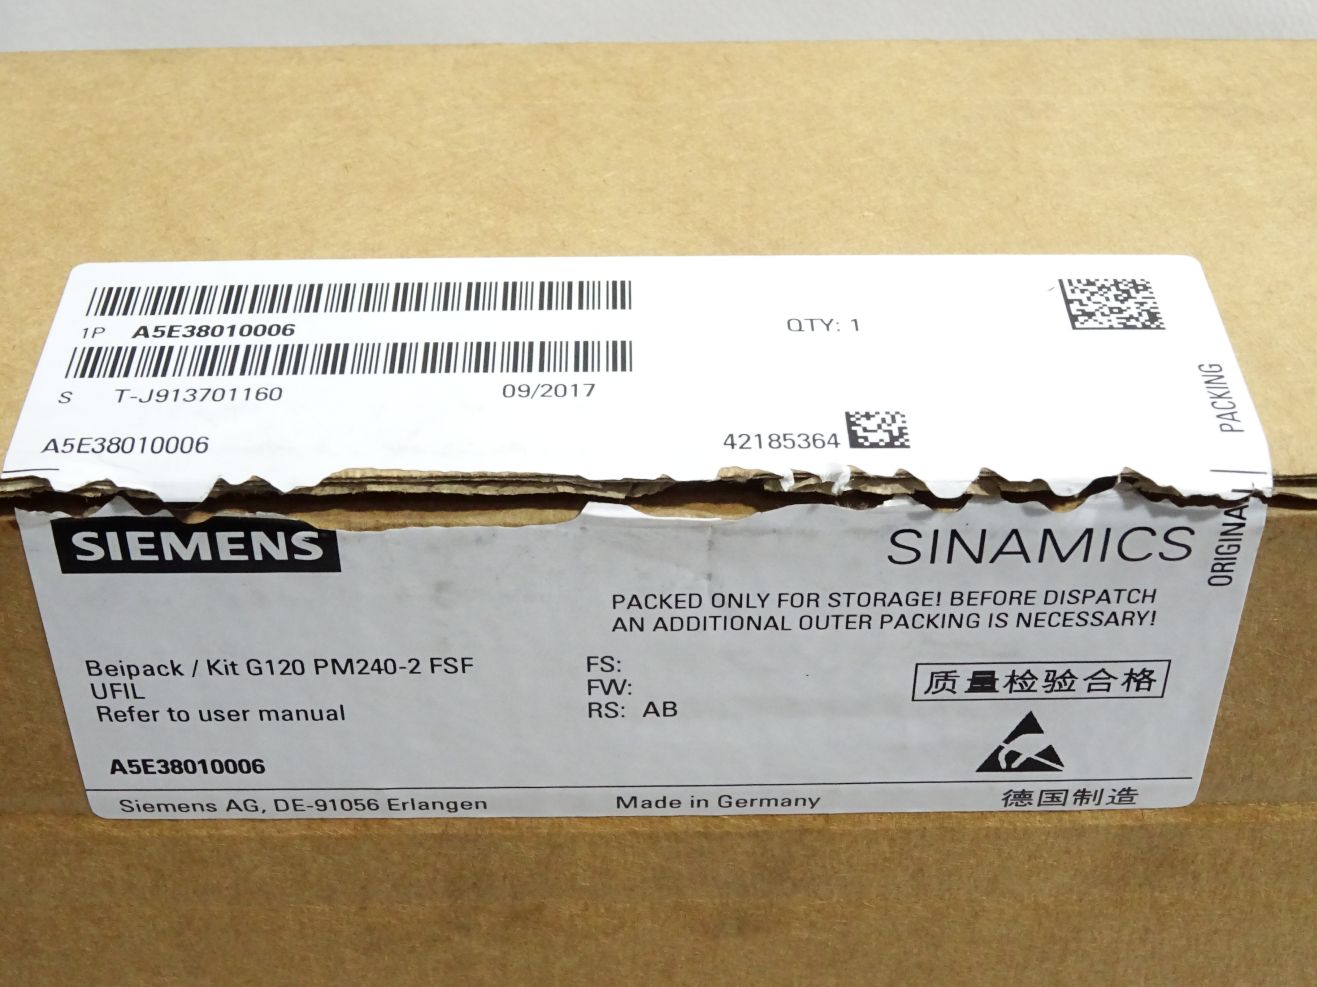 1P A5E38010006
QTY: 1
S T-J913701160 09/2017
A5E38010006
42185364
ORIGINAL PACKING
SIEMENS
SINAMICS
PACKED ONLY FOR STORAGE! BEFORE DISPATCH
AN ADDITIONAL OUTER PACKING IS NECESSARY!
Beipack / Kit G120 PM240-2 FSF
UFIL
Refer to user manual
FS:
FW:
RS: AB
质量检验合格
A5E38010006
Siemens AG, DE-91056 Erlangen
Made in Germany
德国制造